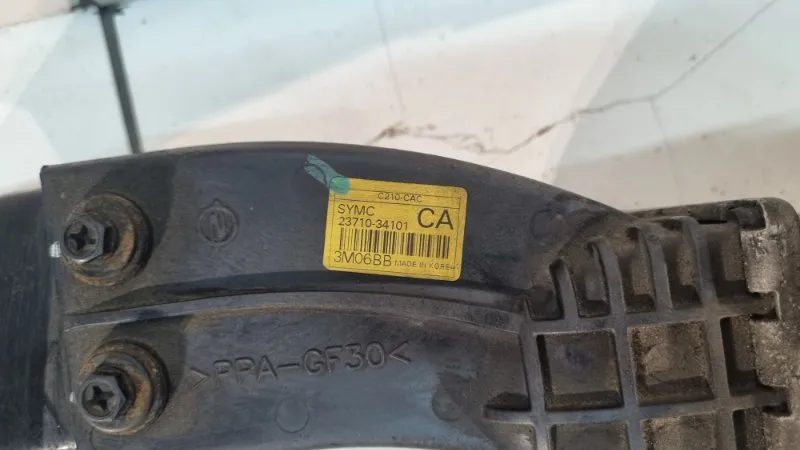 C210-CAC
SYMC
CA
23710-34101
3M06BB MADE IN KOREA
>PPA-GF30<